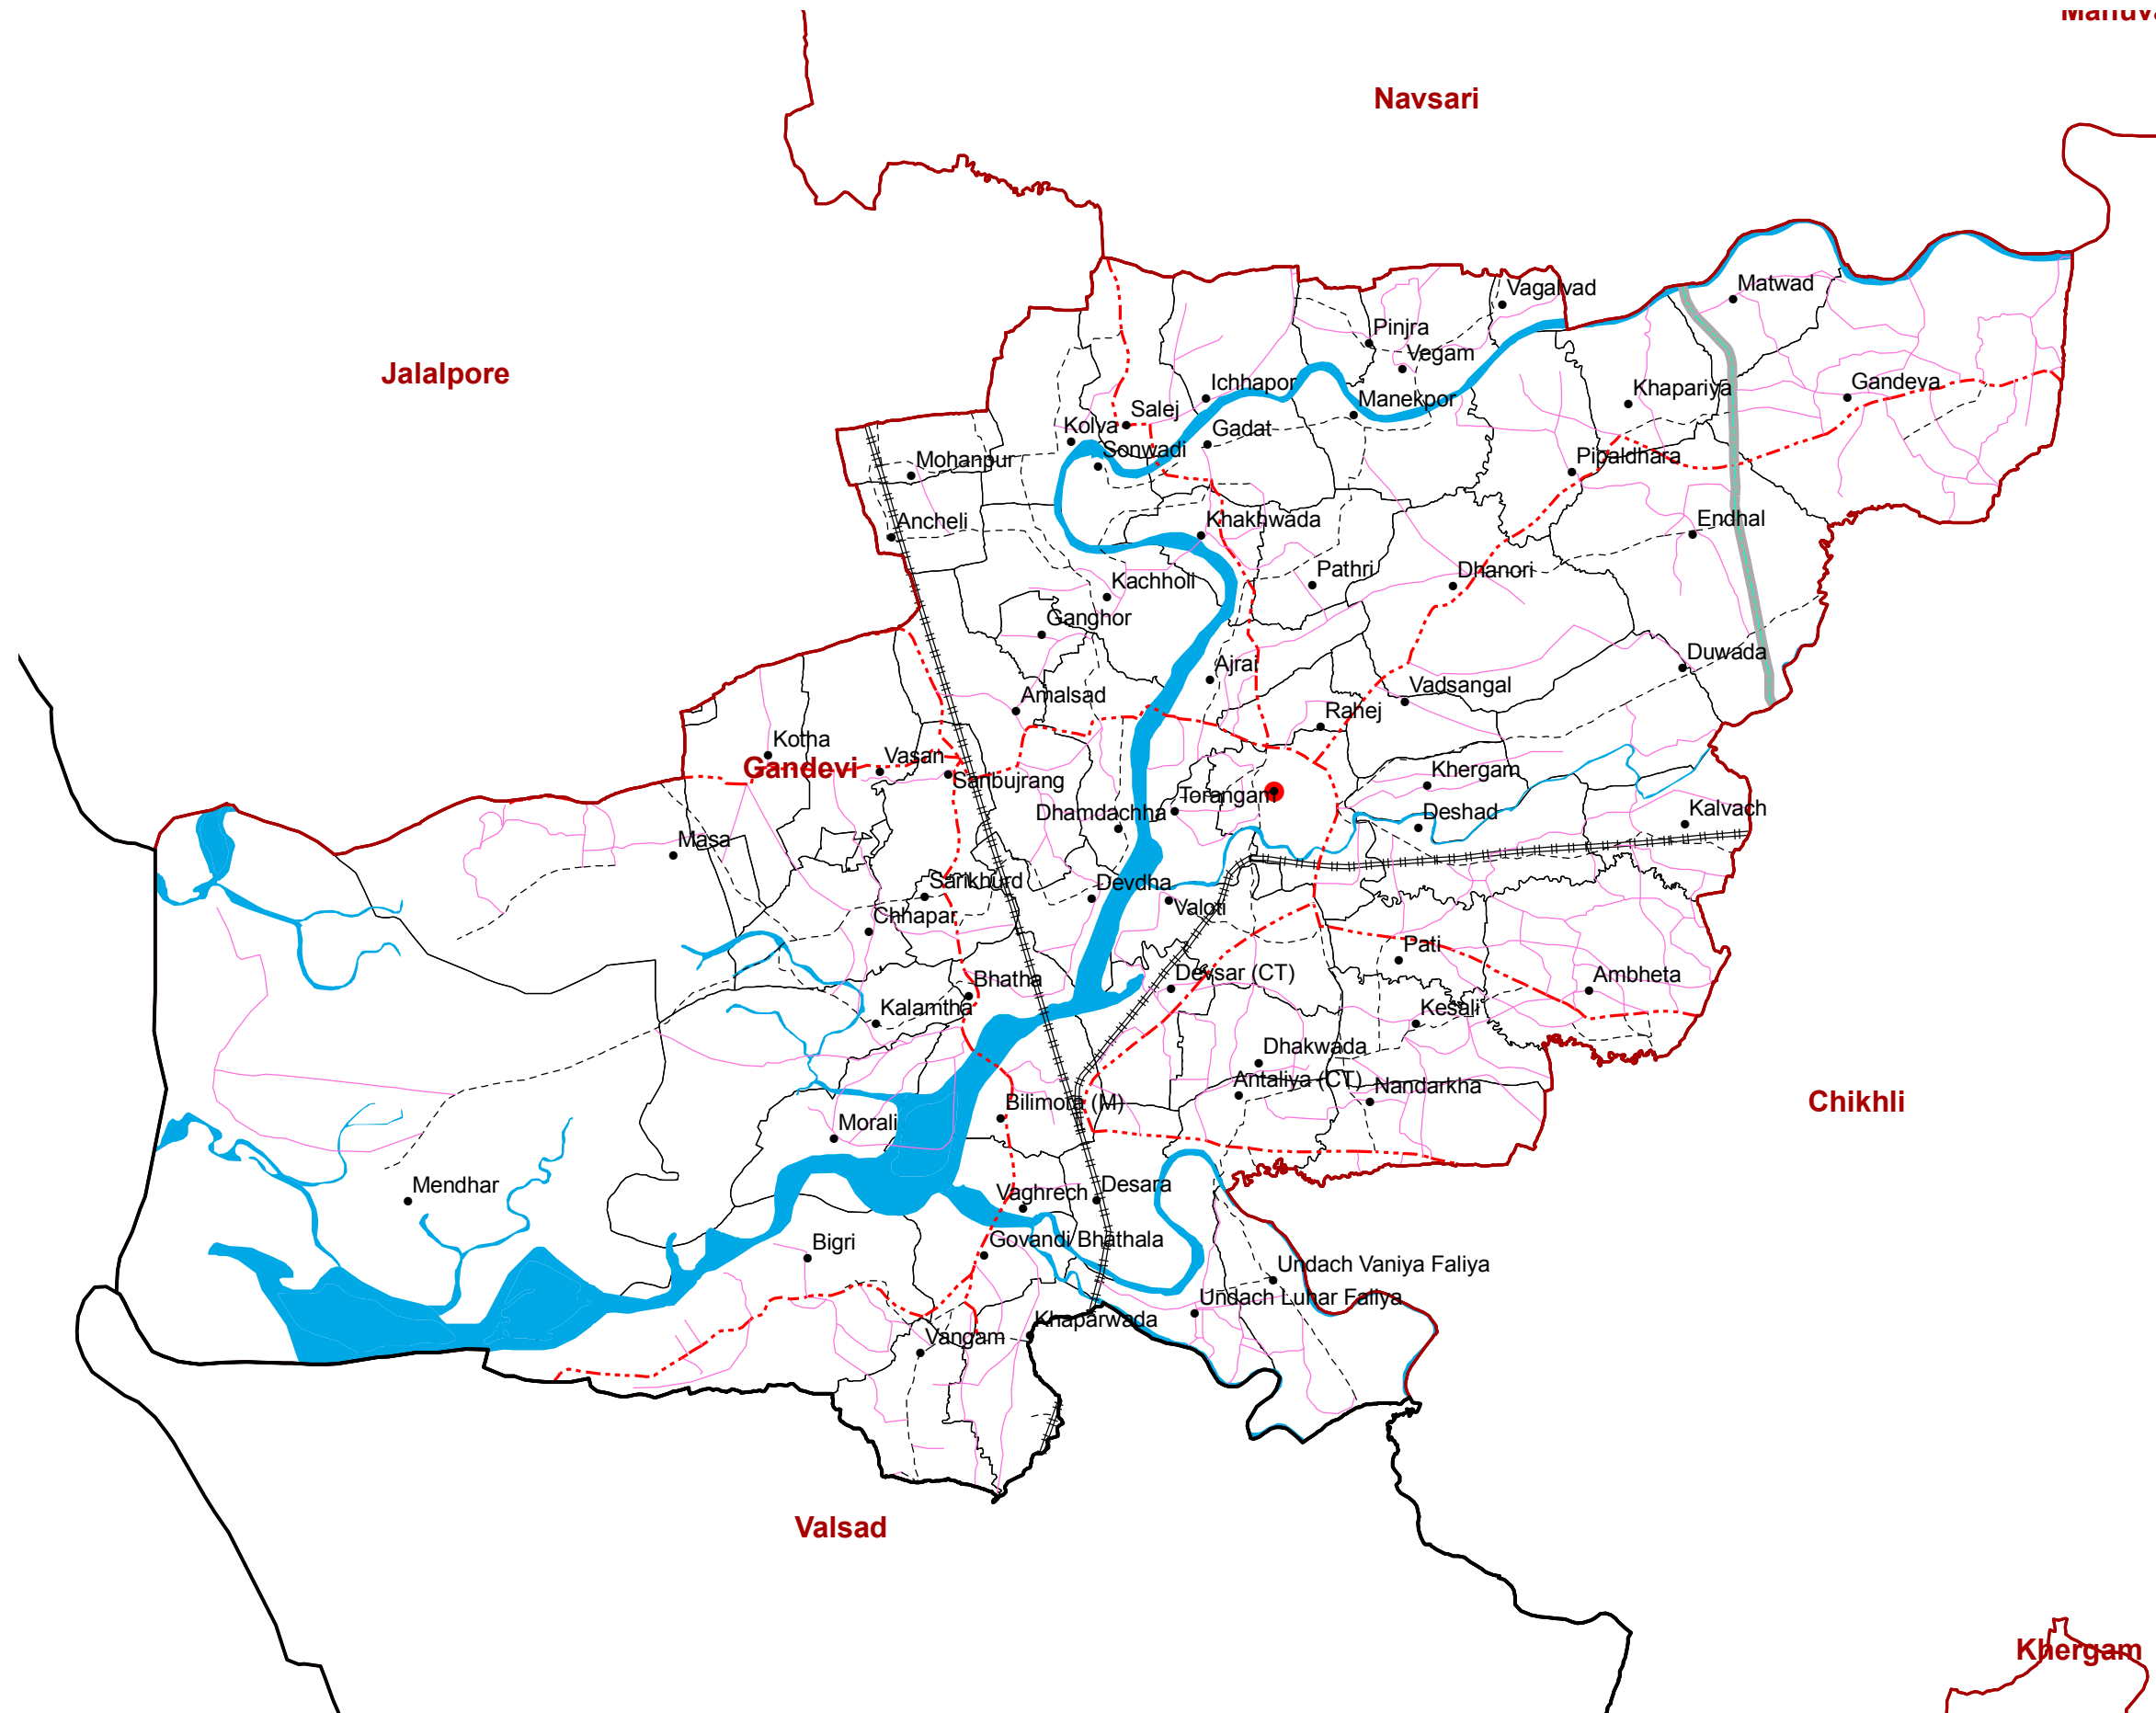 Navsari
Jalalpore
Vagalvad
Matwad
Pinjra
Vegam
Ichhapor
Manekpor
Khapariya
Gandeva
Salej
Kolva
Gadat
Sonwadi
Mohanpur
Pipaldhara
Ancheli
Khakhwada
Endhal
Kachholi
Pathri
Dhanori
Ganghor
Ajrai
Duwada
Amalsad
Vadsangal
Rahej
Kotha
Gandevi
Vasan
Saribujrang
Khergam
Torangam
Dhamdachha
Deshad
Kalvach
Masa
Sarikhurd
Devdha
Chhapar
Valoti
Pati
Devsar (CT)
Ambheta
Bhatha
Kalamtha
Kesali
Dhakwada
Antaliya (CT)
Nandarkha
Chikhli
Bilimora (M)
Morali
Mendhar
Vaghrech
Desara
Bigri
Govandi Bhathala
Undach Vaniya Faliya
Undach Luhar Faliya
Khaparwada
Vangam
Valsad
Khergam